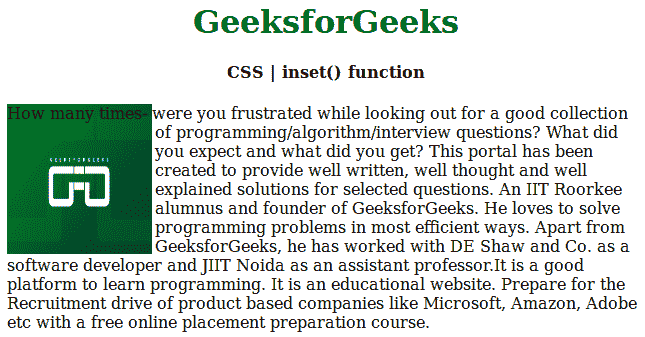 GeeksforGeeks
CSS | inset() function
How many times- were you frustrated while looking out for a good collection
GEEKSFORGEEKS
of programming/algorithm/interview questions? What did
you expect and what did you get? This portal has been
created to provide well written, well thought and well
explained solutions for selected questions. An IIT Roorkee
alumnus and founder of GeeksforGeeks. He loves to solve
programming problems in most efficient ways. Apart from
GeeksforGeeks, he has worked with DE Shaw and Co. as a
software developer and JIIT Noida as an assistant professor.It is a good
platform to learn programming. It is an educational website. Prepare for the
Recruitment drive of product based companies like Microsoft, Amazon, Adobe
etc with a free online placement preparation course.